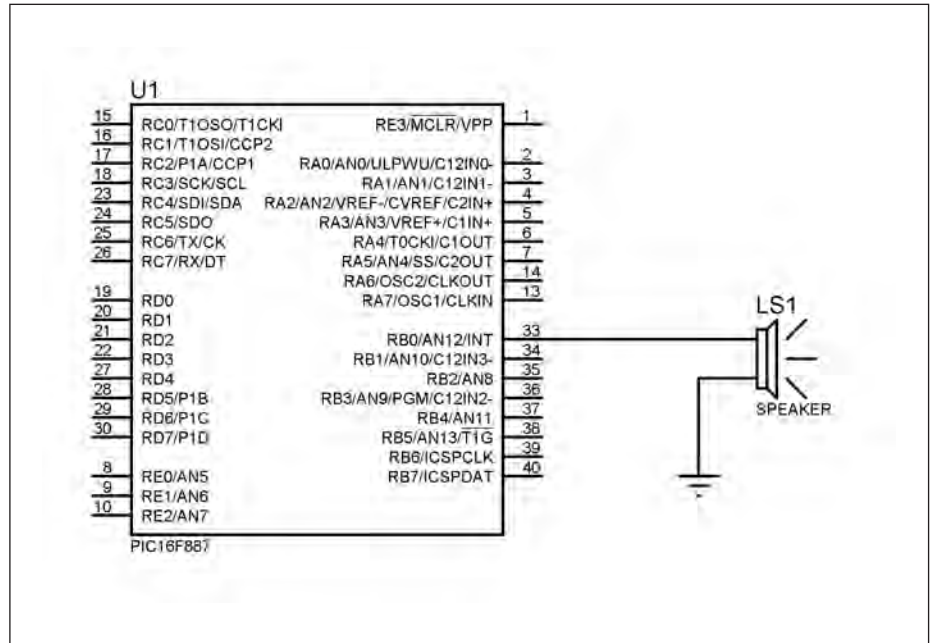 U1
15 RC0/T1OSO/T1CKI
16 RC1/T1OSI/CCP2
17 RC2/P1A/CCP1
18 RC3/SCK/SCL
23 RC4/SDI/SDA
24 RC5/SDO
25 RC6/TX/CK
26 RC7/RX/DT
19 RD0
20 RD1
21 RD2
22 RD3
27 RD4
28 RD5/P1B
29 RD6/P1C
30 RD7/P1D
8 RE0/AN5
9 RE1/AN6
10 RE2/AN7
RE3/MCLR/VPP 1
RA0/AN0/ULPWU/C12IN0- 2
RA1/AN1/C12IN1- 3
RA2/AN2/VREF-/CVREF/C2IN+ 4
RA3/AN3/VREF+/C1IN+ 5
RA4/T0CKI/C1OUT 6
RA5/AN4/SS/C2OUT 7
RA6/OSC2/CLKOUT 14
RA7/OSC1/CLKIN 13
RB0/AN12/INT 33
RB1/AN10/C12IN3- 34
RB2/AN8 35
RB3/AN9/PGM/C12IN2- 36
RB4/AN11 37
RB5/AN13/T1G 38
RB6/ICSPCLK 39
RB7/ICSPDAT 40
PIC16F887
LS1
SPEAKER